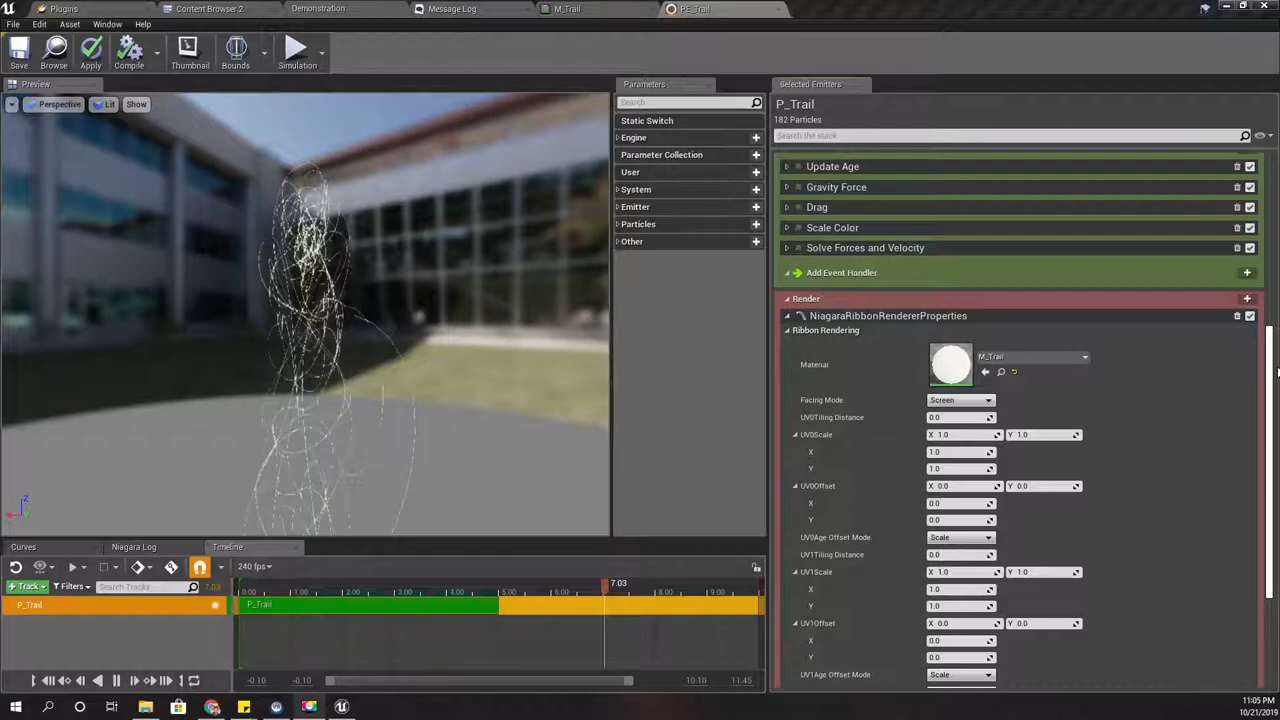 Plugins Content Browser 2 Demonstration Message Log M_Trail PE_Trail
File Edit Asset Window Help
Save Browse Apply Compile Thumbnail Bounds Simulation
Preview Parameters Selected Emitters
Perspective Lit Show
Search
P_Trail
182 Particles
Search the stack
Static Switch
Engine
Parameter Collection
User
System
Emitter
Particles
Other
Update Age
Gravity Force
Drag
Scale Color
Solve Forces and Velocity
Add Event Handler
Render
NiagaraRibbonRendererProperties
Ribbon Rendering
Material M_Trail
Facing Mode Screen
UV0Tiling Distance 0.0
UV0Scale X 1.0 Y 1.0
X 1.0
Y 1.0
UV0Offset X 0.0 Y 0.0
X 0.0
Y 0.0
UV0Age Offset Mode Scale
UV1Tiling Distance 0.0
UV1Scale X 1.0 Y 1.0
X 1.0
Y 1.0
UV1Offset X 0.0 Y 0.0
X 0.0
Y 0.0
UV1Age Offset Mode Scale
Z
Curves Niagara Log Timeline
240 fps
Track Filters Search Tracks 7.03
7.03
0.00 1.00 2.00 3.00 4.00 5.00 6.00 8.00 9.00
P_Trail P_Trail
-0.10 -0.10 10.10 11.45
11:05 PM
10/21/2019